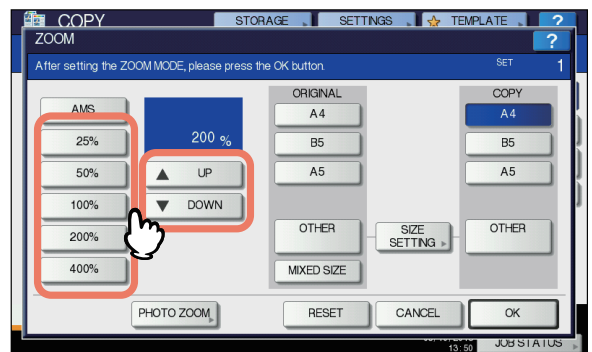 COPY STORAGE SETTINGS TEMPLATE ?
ZOOM ?
After setting the ZOOM MODE, please press the OK button. SET 1
ORIGINAL COPY
AMS A4 A4
25% 200 % B5 B5
50% ▲ UP A5 A5
100% ▼ DOWN
200% OTHER SIZE SETTING OTHER
400% MIXED SIZE
PHOTO ZOOM RESET CANCEL OK
13:50 JOB STATUS